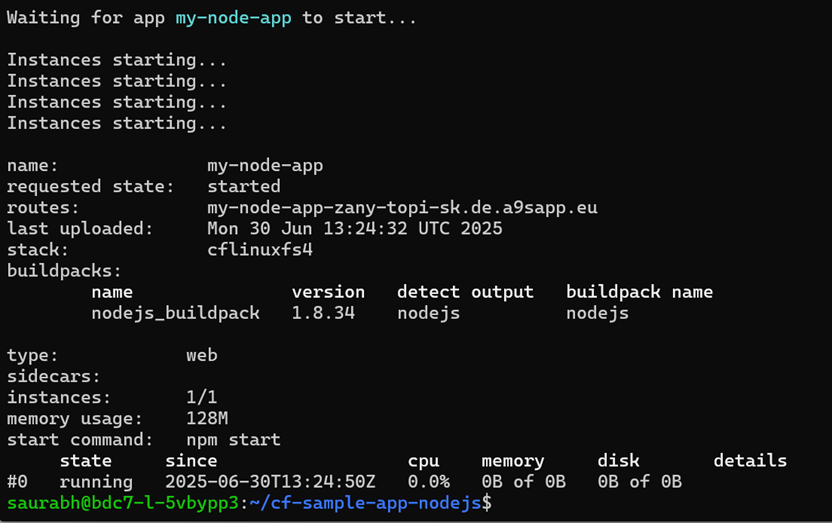 Waiting for app my-node-app to start...
Instances starting...
Instances starting...
Instances starting...
Instances starting...
name:              my-node-app
requested state:   started
routes:            my-node-app-zany-topi-sk.de.a9sapp.eu
last uploaded:     Mon 30 Jun 13:24:32 UTC 2025
stack:             cflinuxfs4
buildpacks:
name               version   detect output   buildpack name
nodejs_buildpack   1.8.34    nodejs          nodejs
type:            web
sidecars:
instances:       1/1
memory usage:    128M
start command:   npm start
state     since                  cpu    memory     disk       details
#0   running   2025-06-30T13:24:50Z   0.0%   0B of 0B   0B of 0B
saurabh@bdc7-l-5vbypp3:~/cf-sample-app-nodejs$